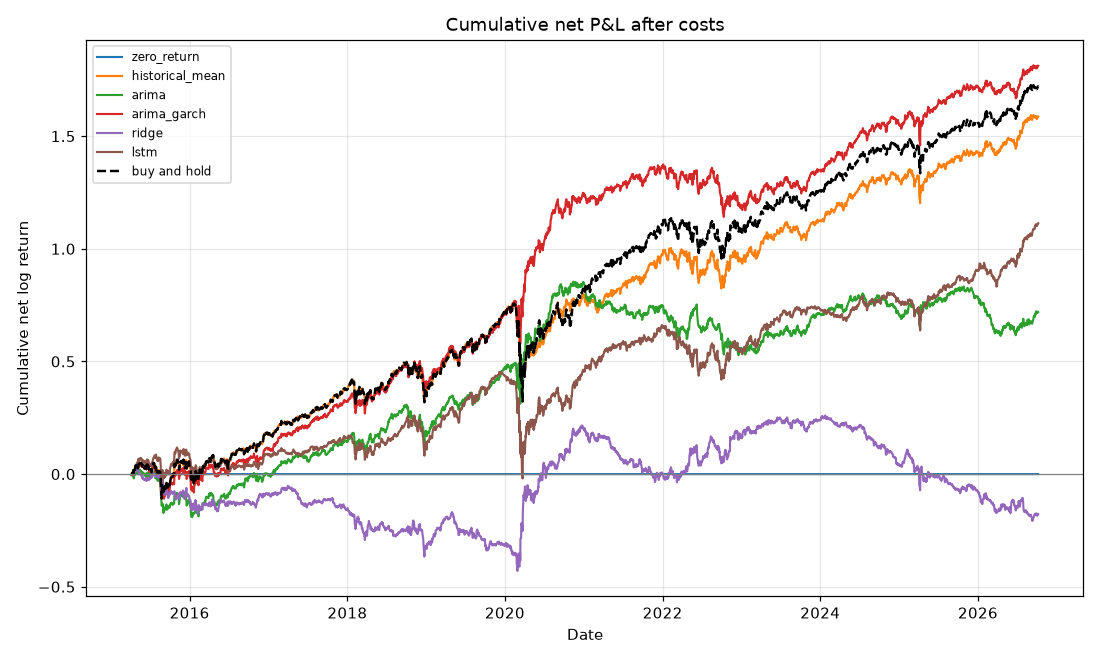 Cumulative net P&L after costs
zero_return
historical_mean
arima
arima_garch
ridge
lstm
buy and hold
Cumulative net log return
1.5
1.0
0.5
0.0
−0.5
2016 2018 2020 2022 2024 2026
Date